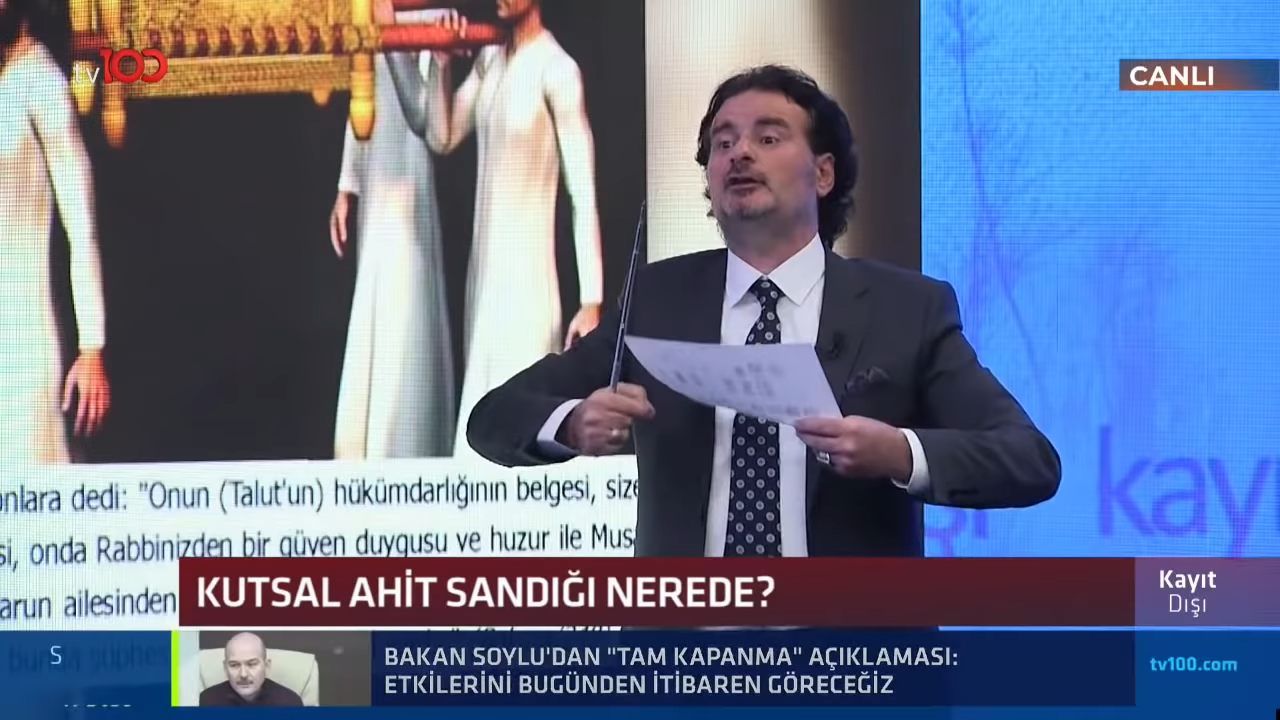 tv100
CANLI
onlara dedi: "Onun (Talut'un) hükümdarlığının belgesi, size
si, onda Rabbinizden bir güven duygusu ve huzur ile Musa
arun ailesinden
kayı
KUTSAL AHİT SANDIĞI NEREDE?
Kayıt
Dışı
S
BAKAN SOYLU'DAN "TAM KAPANMA" AÇIKLAMASI:
ETKİLERİNİ BUGÜNDEN İTİBAREN GÖRECEĞİZ
tv100.com